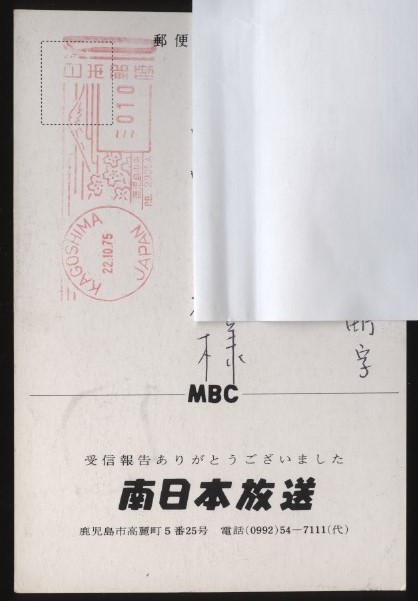 郵便
日本郵便
010
KAGOSHIMA
22.10.75
JAPAN
字
様
MBC
受信報告ありがとうございました
南日本放送
鹿児島市高麗町5番25号 電話(0992)54-7111(代)